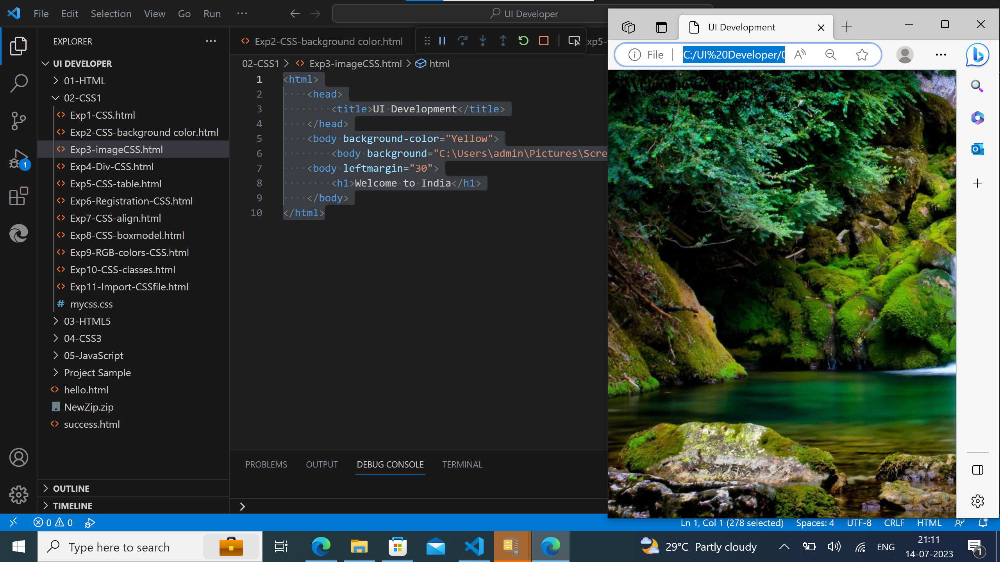 File Edit Selection View Go Run ...
UI Developer
EXPLORER
UI DEVELOPER
01-HTML
02-CSS1
Exp1-CSS.html
Exp2-CSS-background color.html
Exp3-imageCSS.html
Exp4-Div-CSS.html
Exp5-CSS-table.html
Exp6-Registration-CSS.html
Exp7-CSS-align.html
Exp8-CSS-boxmodel.html
Exp9-RGB-colors-CSS.html
Exp10-CSS-classes.html
Exp11-Import-CSSfile.html
# mycss.css
03-HTML5
04-CSS3
05-JavaScript
Project Sample
hello.html
NewZip.zip
success.html
OUTLINE
TIMELINE
1
Exp2-CSS-background color.html
xp5-
02-CSS1 > Exp3-imageCSS.html > html
1 <html>
2 <head>
3 <title>UI Development</title>
4 </head>
5 <body background-color="Yellow">
6 <body background="C:\Users\admin\Pictures\Scre
7 <body leftmargin="30">
8 <h1>Welcome to India</h1>
9 </body>
10 </html>
PROBLEMS OUTPUT DEBUG CONSOLE TERMINAL
UI Development
File C:/UI%20Developer/0
Welcome to India
0 0
Ln 1, Col 1 (278 selected) Spaces: 4 UTF-8 CRLF HTML
Type here to search
29°C Partly cloudy
ENG
21:11
14-07-2023
1